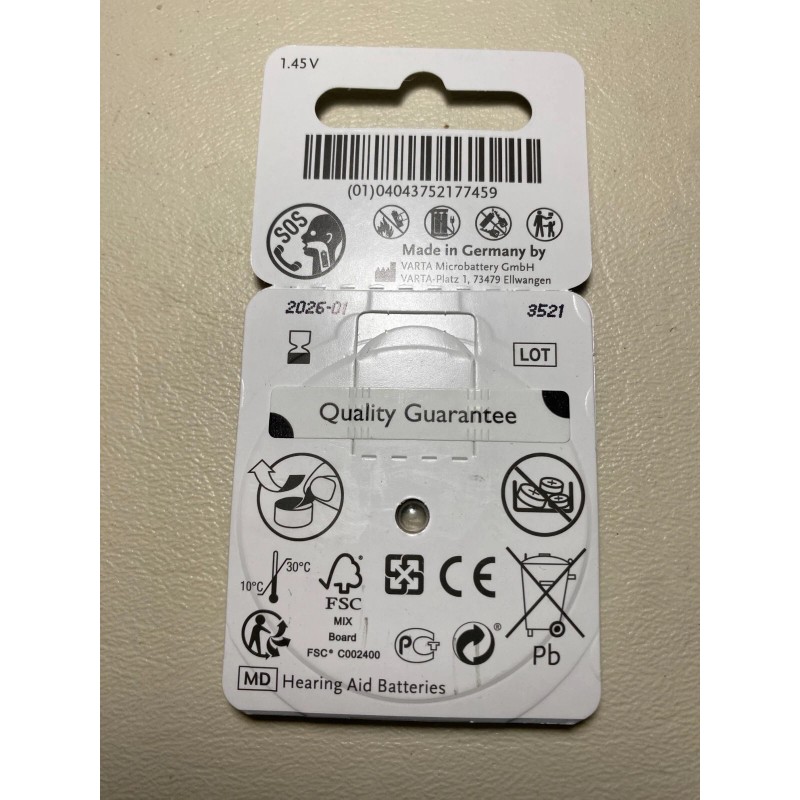 1.45 V
(01)04043752177459
SOS
Made in Germany by
VARTA Microbattery GmbH
VARTA-Platz 1, 73479 Ellwangen
2026-01 3521
LOT
Quality Guarantee
30°C
10°C
FSC
MIX
Board
FSC® C002400
CE
PCT
®
Pb
MD Hearing Aid Batteries